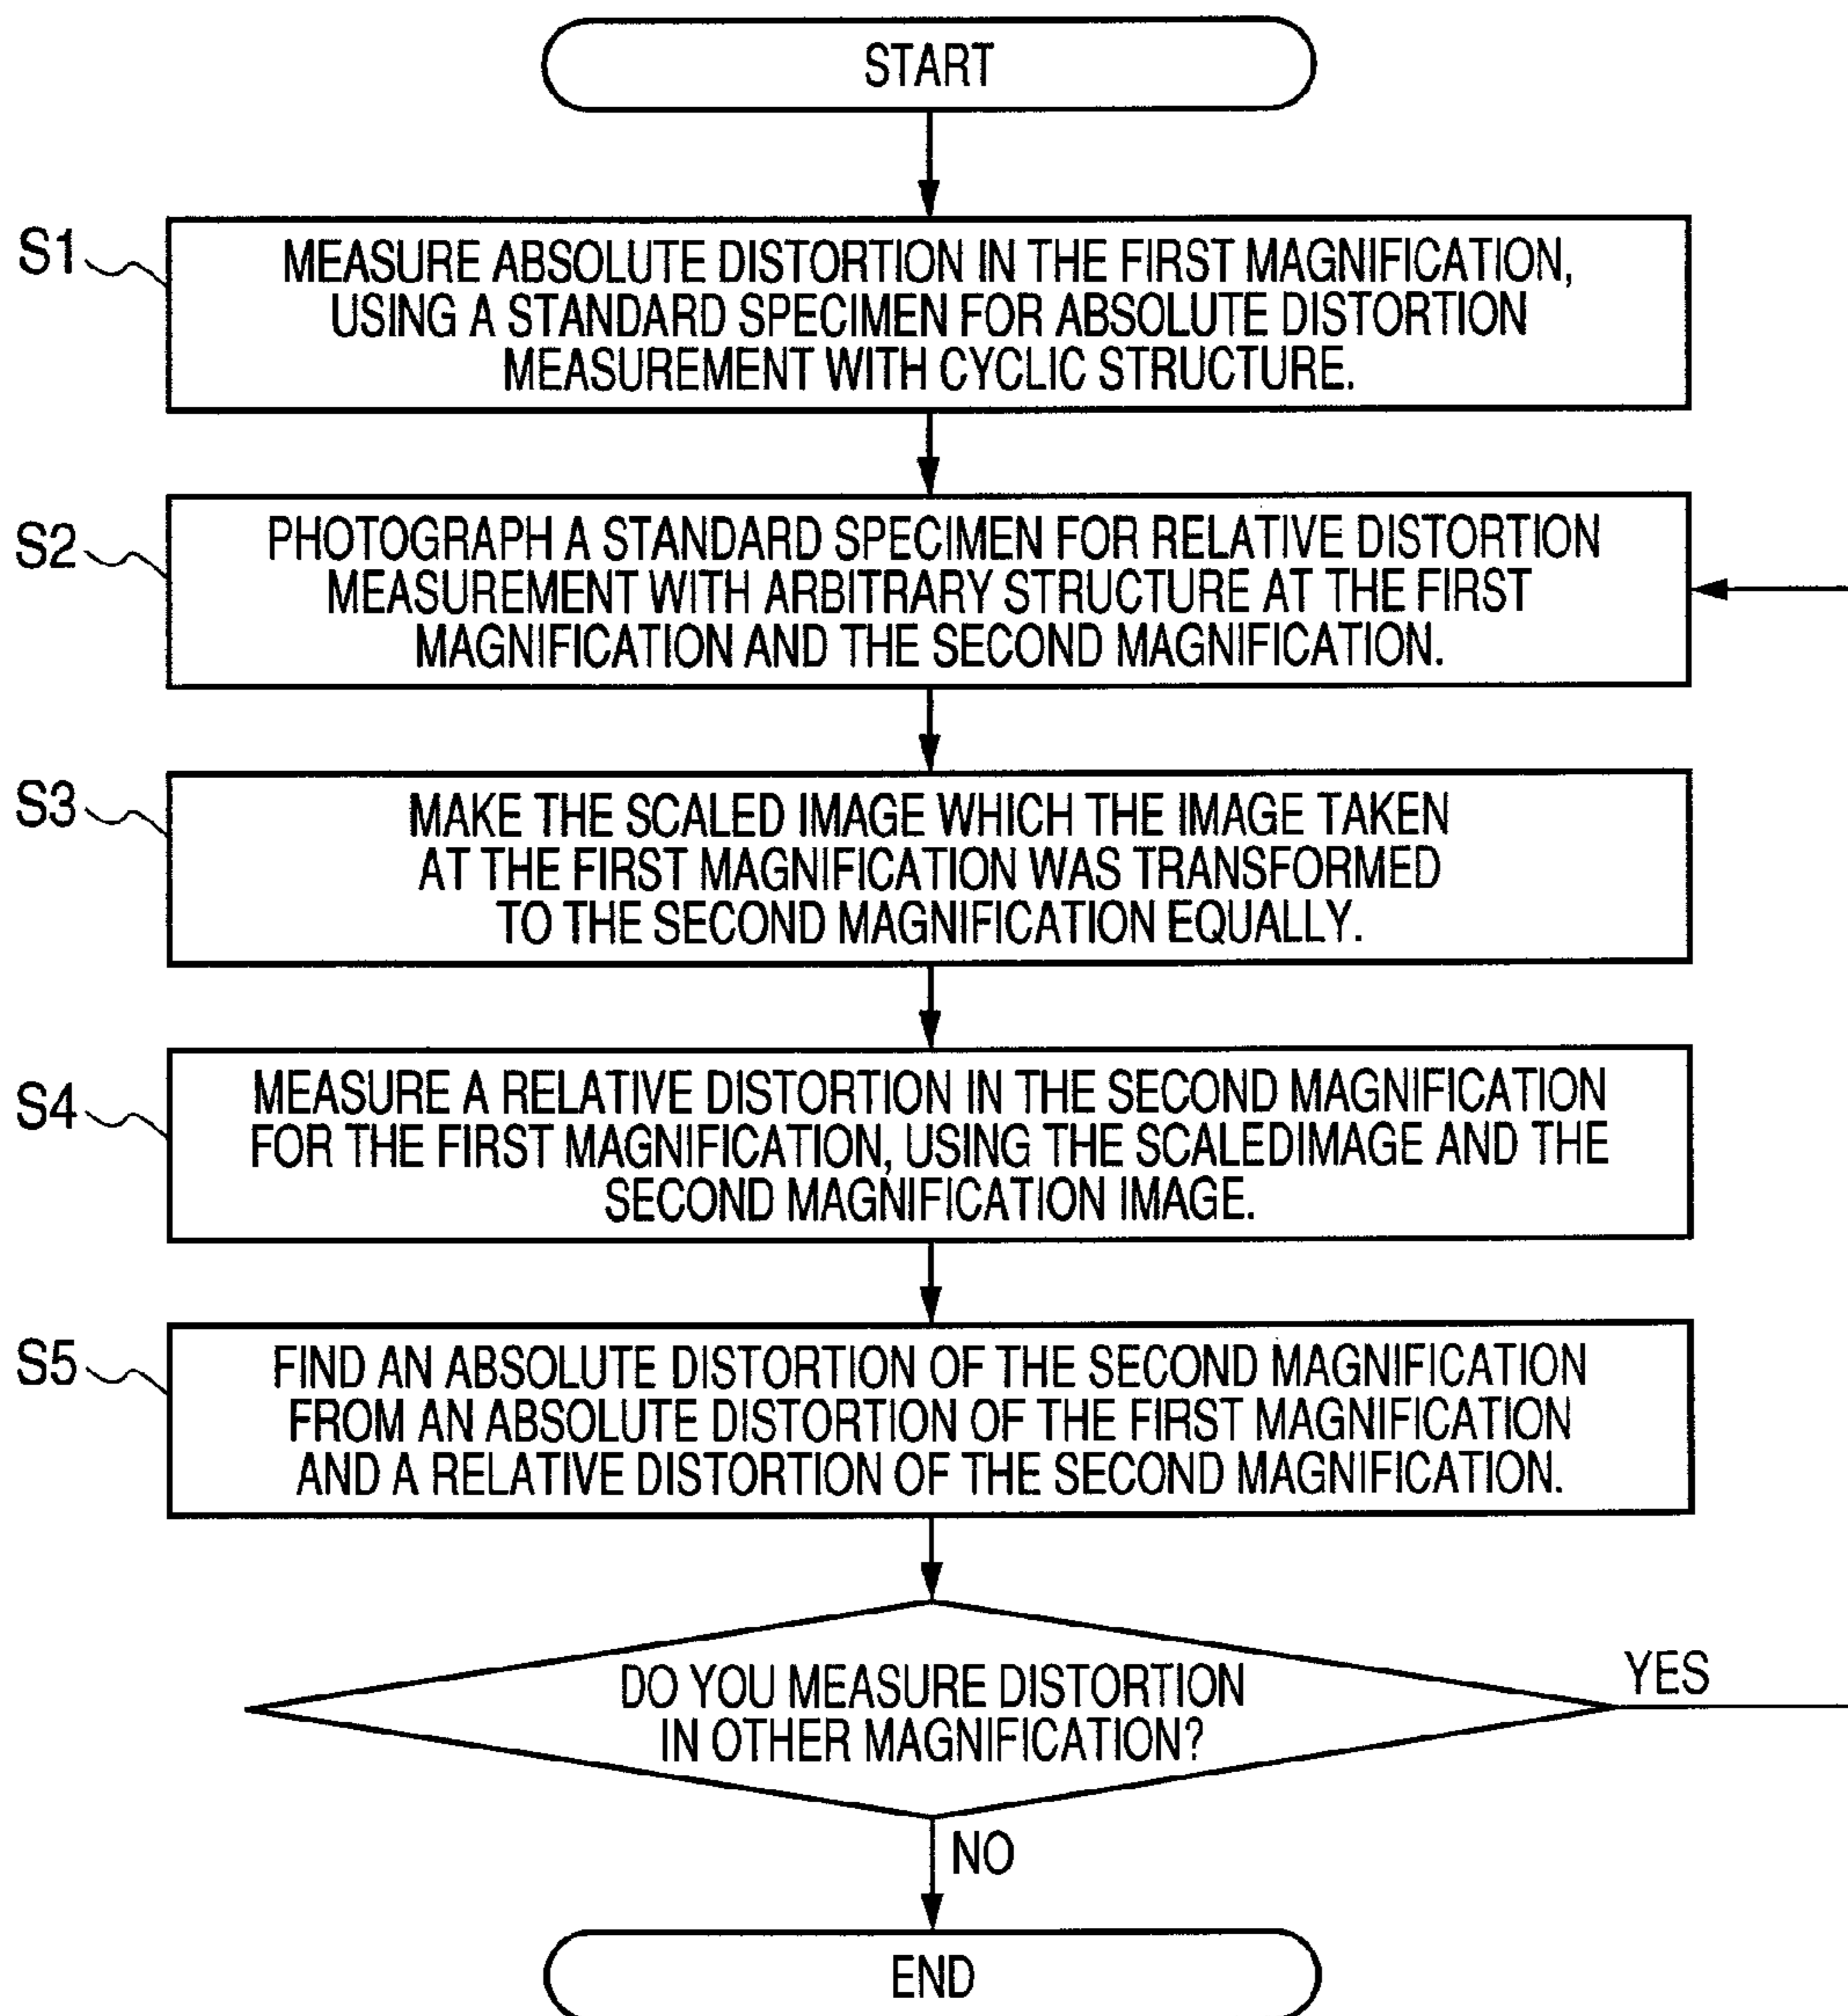 START
S1
MEASURE ABSOLUTE DISTORTION IN THE FIRST MAGNIFICATION,
USING A STANDARD SPECIMEN FOR ABSOLUTE DISTORTION
MEASUREMENT WITH CYCLIC STRUCTURE.
S2
PHOTOGRAPH A STANDARD SPECIMEN FOR RELATIVE DISTORTION
MEASUREMENT WITH ARBITRARY STRUCTURE AT THE FIRST
MAGNIFICATION AND THE SECOND MAGNIFICATION.
S3
MAKE THE SCALED IMAGE WHICH THE IMAGE TAKEN
AT THE FIRST MAGNIFICATION WAS TRANSFORMED
TO THE SECOND MAGNIFICATION EQUALLY.
S4
MEASURE A RELATIVE DISTORTION IN THE SECOND MAGNIFICATION
FOR THE FIRST MAGNIFICATION, USING THE SCALEDIMAGE AND THE
SECOND MAGNIFICATION IMAGE.
S5
FIND AN ABSOLUTE DISTORTION OF THE SECOND MAGNIFICATION
FROM AN ABSOLUTE DISTORTION OF THE FIRST MAGNIFICATION
AND A RELATIVE DISTORTION OF THE SECOND MAGNIFICATION.
DO YOU MEASURE DISTORTION
IN OTHER MAGNIFICATION?
YES
NO
END